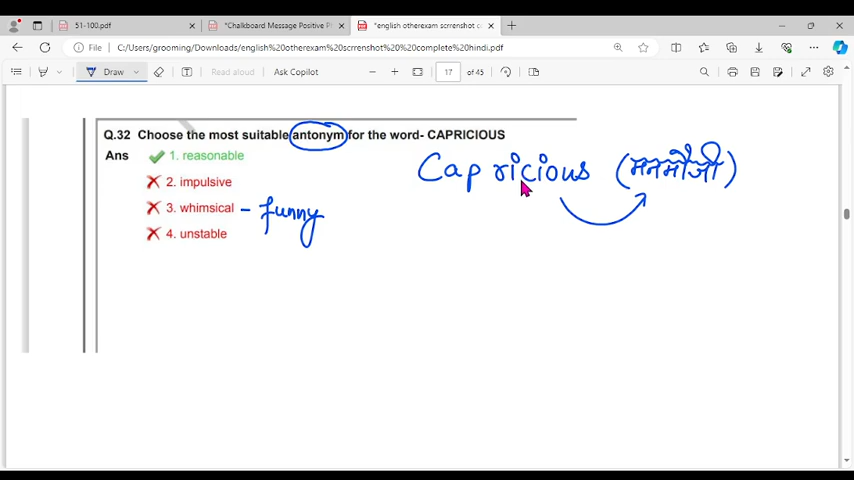 51-100.pdf
*Chalkboard Message Positive P
*english otherexam scrrenshot c
File
C:/Users/grooming/Downloads/english%20otherexam%20scrrenshot%20%20complete%20hindi.pdf
Draw
Read aloud
Ask Copilot
17
of 45
Q.32 Choose the most suitable antonym for the word- CAPRICIOUS
Ans
1. reasonable
Capricious (मनमौजी)
2. impulsive
3. whimsical - funny
4. unstable